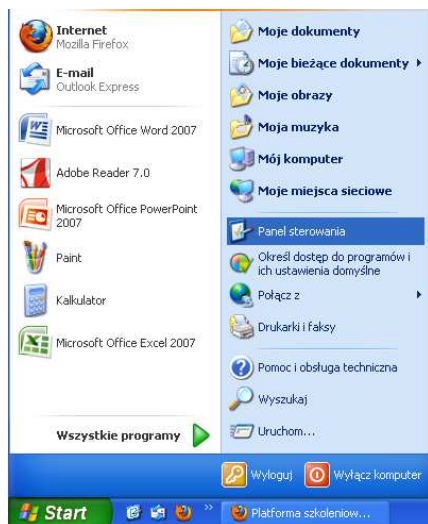 Internet
Mozilla Firefox
E-mail
Outlook Express
Microsoft Office Word 2007
Adobe Reader 7.0
Microsoft Office PowerPoint
2007
Paint
Kalkulator
Microsoft Office Excel 2007
Wszystkie programy
Moje dokumenty
Moje bieżące dokumenty
Moje obrazy
Moja muzyka
Mój komputer
Moje miejsca sieciowe
Panel sterowania
Określ dostęp do programów i
ich ustawienia domyślne
Połącz z
Drukarki i faksy
Pomoc i obsługa techniczna
Wyszukaj
Uruchom...
Wyloguj
Wyłącz komputer
Start
»
Platforma szkoleniow...